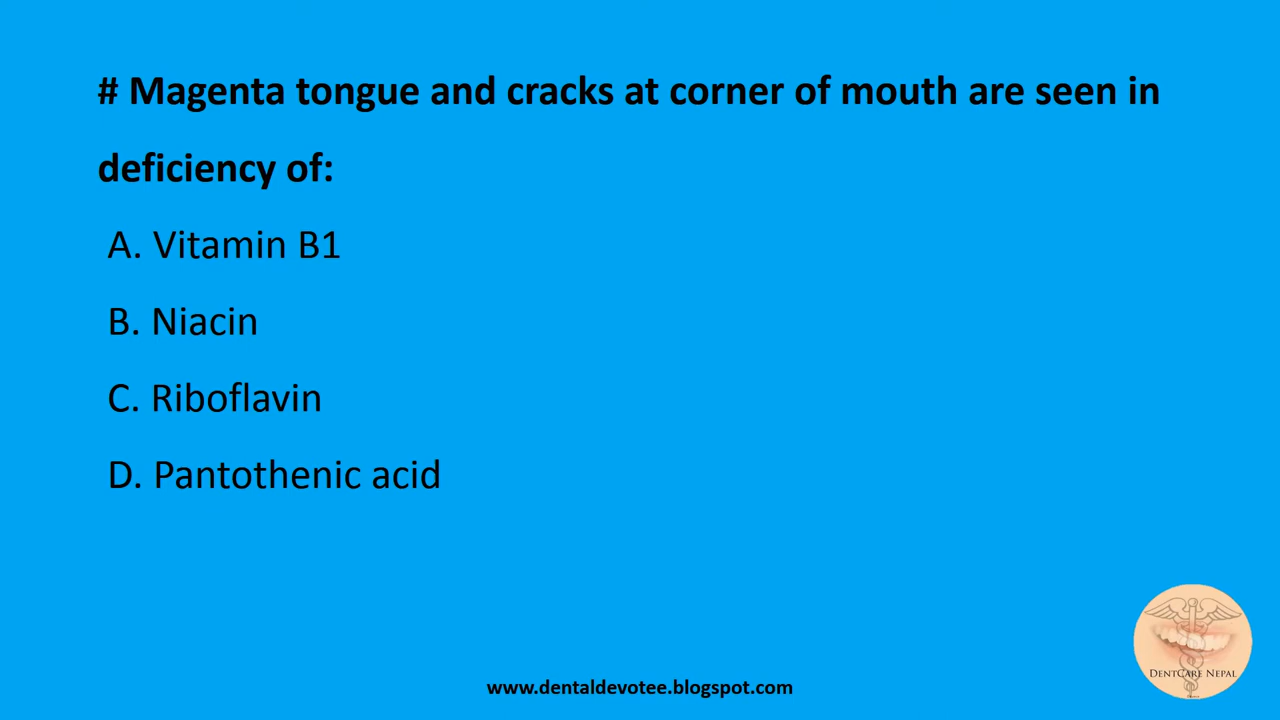 # Magenta tongue and cracks at corner of mouth are seen in
deficiency of:
A. Vitamin B1
B. Niacin
C. Riboflavin
D. Pantothenic acid
DentCare Nepal
www.dentaldevotee.blogspot.com